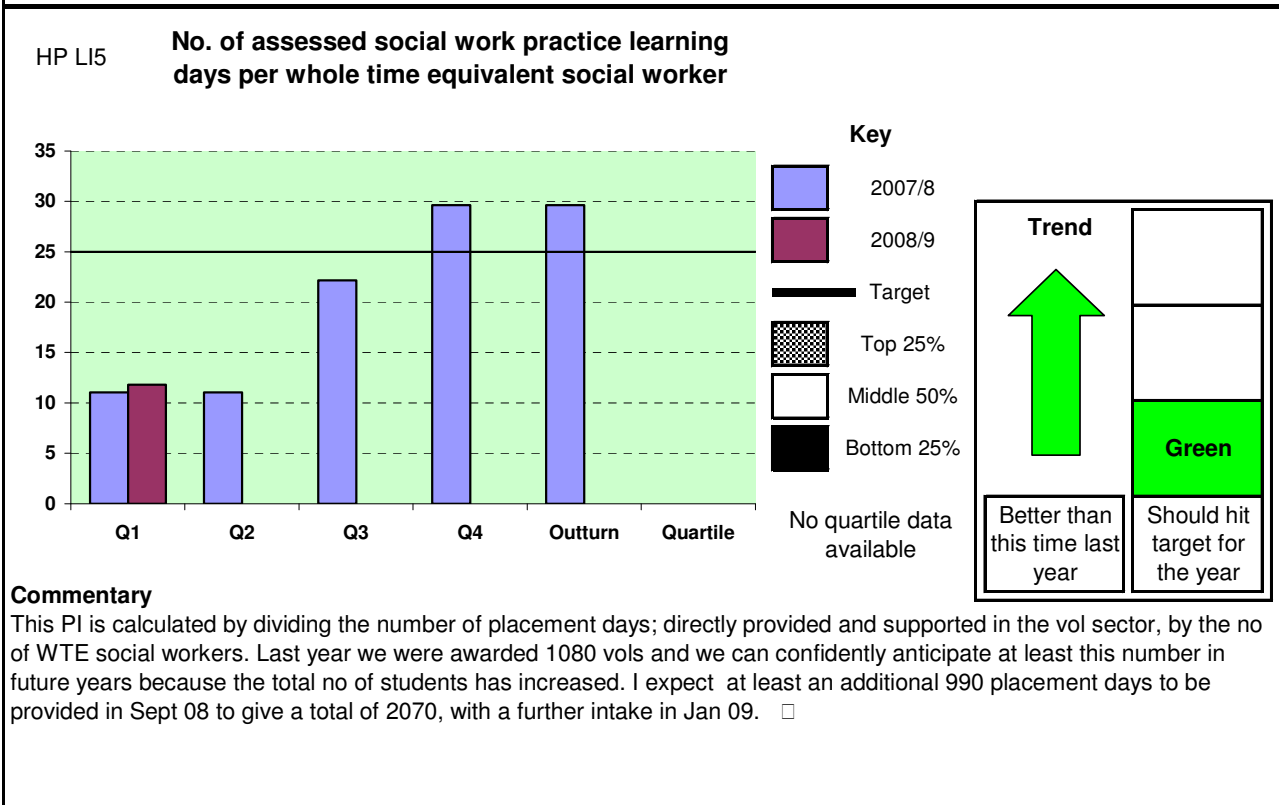 HP LI5
No. of assessed social work practice learning
days per whole time equivalent social worker
35
30
25
20
15
10
5
0
Q1
Q2
Q3
Q4
Outturn
Quartile
Key
2007/8
2008/9
Target
Top 25%
Middle 50%
Bottom 25%
No quartile data
available
Trend
Green
Better than
this time last
year
Should hit
target for
the year
Commentary
This PI is calculated by dividing the number of placement days; directly provided and supported in the vol sector, by the no
of WTE social workers. Last year we were awarded 1080 vols and we can confidently anticipate at least this number in
future years because the total no of students has increased. I expect  at least an additional 990 placement days to be
provided in Sept 08 to give a total of 2070, with a further intake in Jan 09.